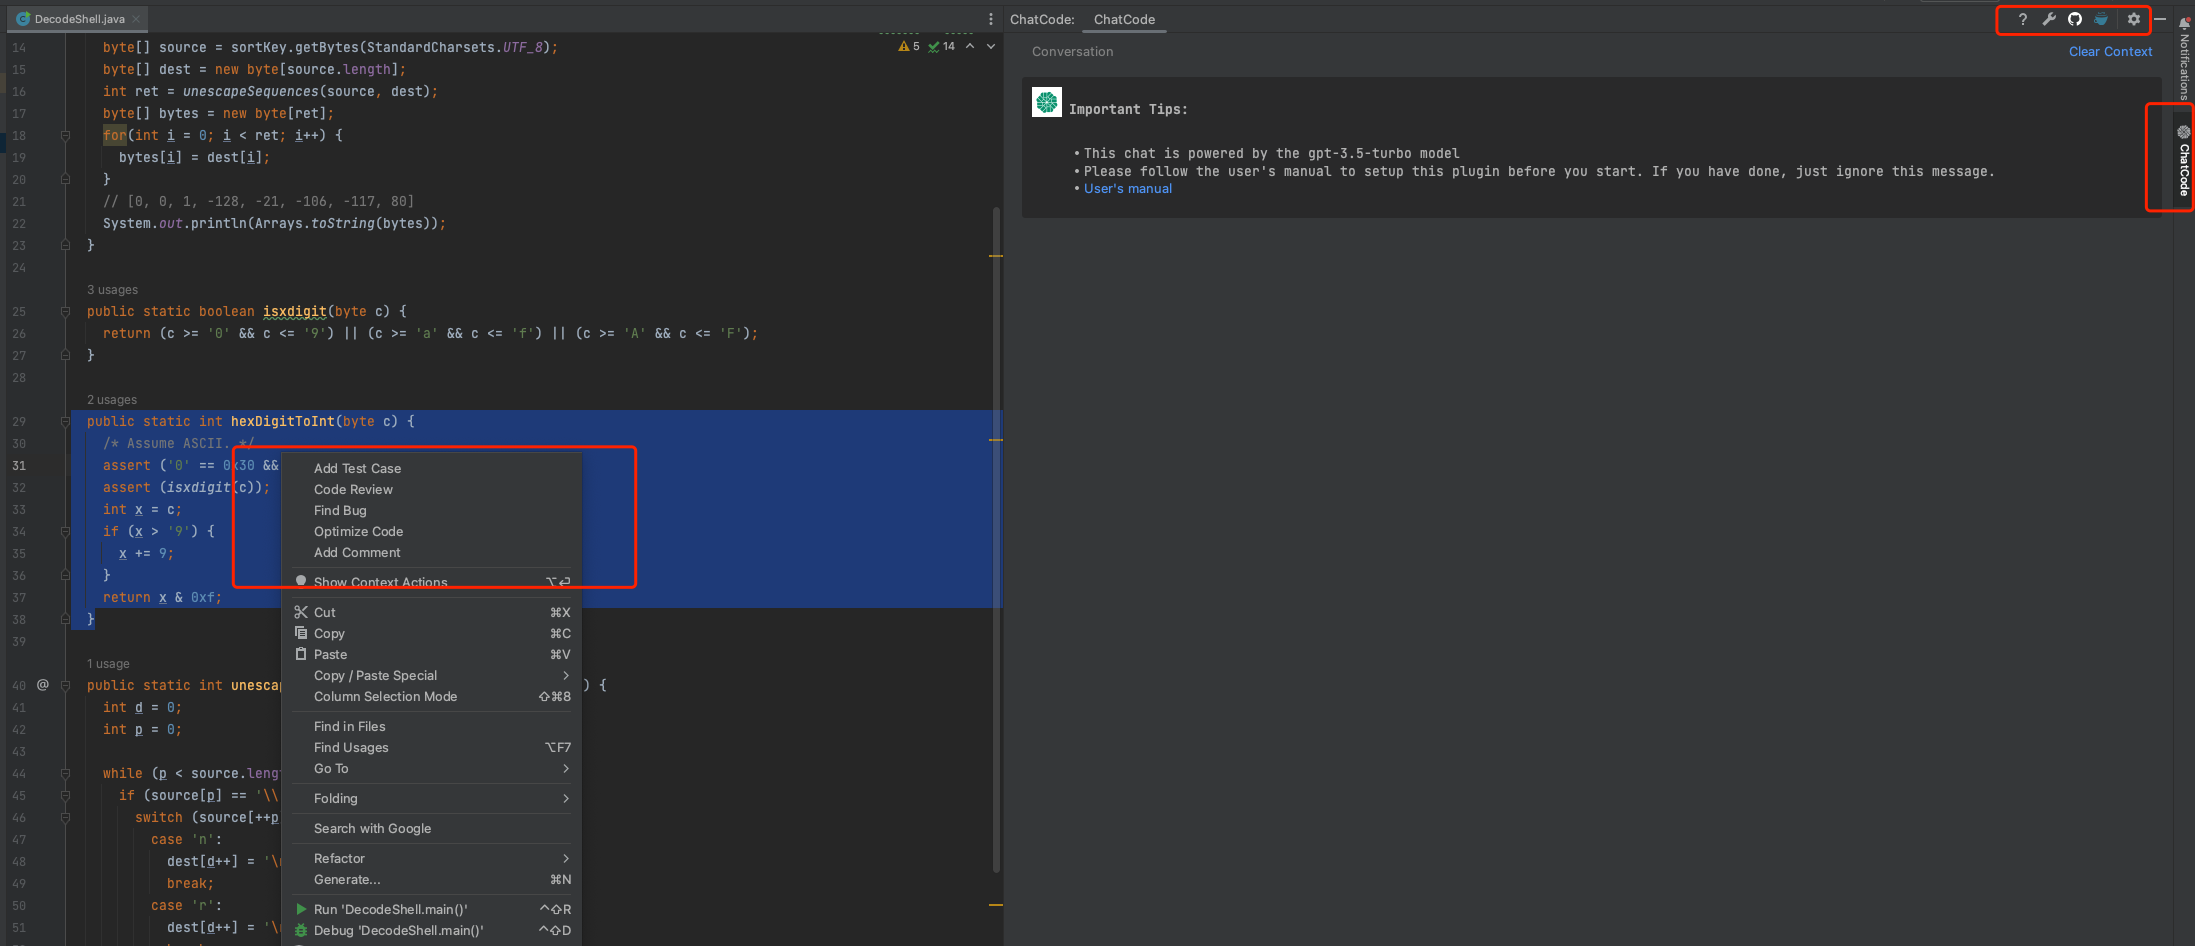 DecodeShell.java
14 byte[] source = sortKey.getBytes(StandardCharsets.UTF_8);
5 14
15 byte[] dest = new byte[source.length];
16 int ret = unescapeSequences(source, dest);
17 byte[] bytes = new byte[ret];
18 for(int i = 0; i < ret; i++) {
19 bytes[i] = dest[i];
20 }
21 // [0, 0, 1, -128, -21, -106, -117, 80]
22 System.out.println(Arrays.toString(bytes));
23 }
24
3 usages
25 public static boolean isxdigit(byte c) {
26 return (c >= '0' && c <= '9') || (c >= 'a' && c <= 'f') || (c >= 'A' && c <= 'F');
27 }
28
2 usages
29 public static int hexDigitToInt(byte c) {
30 /* Assume ASCII. */
31 assert ('0' == 0x30 &&
32 assert (isxdigit(c));
33 int x = c;
34 if (x > '9') {
35 x += 9;
36 }
37 return x & 0xf;
38 }
39
1 usage
40 @ public static int unesca ) {
41 int d = 0;
42 int p = 0;
43
44 while (p < source.leng
45 if (source[p] == '\\
46 switch (source[++p
47 case 'n':
48 dest[d++] = '\
49 break;
50 case 'r':
51 dest[d++] = '\
Add Test Case
Code Review
Find Bug
Optimize Code
Add Comment
Show Context Actions ⌥⏎
Cut ⌘X
Copy ⌘C
Paste ⌘V
Copy / Paste Special >
Column Selection Mode ⇧⌘8
Find in Files
Find Usages ⌥F7
Go To >
Folding >
Search with Google
Refactor >
Generate... ⌘N
Run 'DecodeShell.main()' ^⇧R
Debug 'DecodeShell.main()' ^⇧D
ChatCode: ChatCode
?
Conversation Clear Context
Important Tips:
• This chat is powered by the gpt-3.5-turbo model
• Please follow the user's manual to setup this plugin before you start. If you have done, just ignore this message.
• User's manual
Notifications
ChatCode